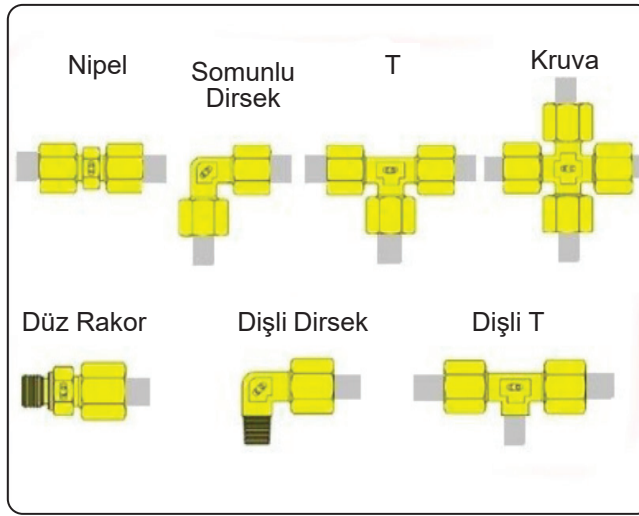 Nipel
Somunlu
Dirsek
T
Kruva
Düz Rakor
Dişli Dirsek
Dişli T